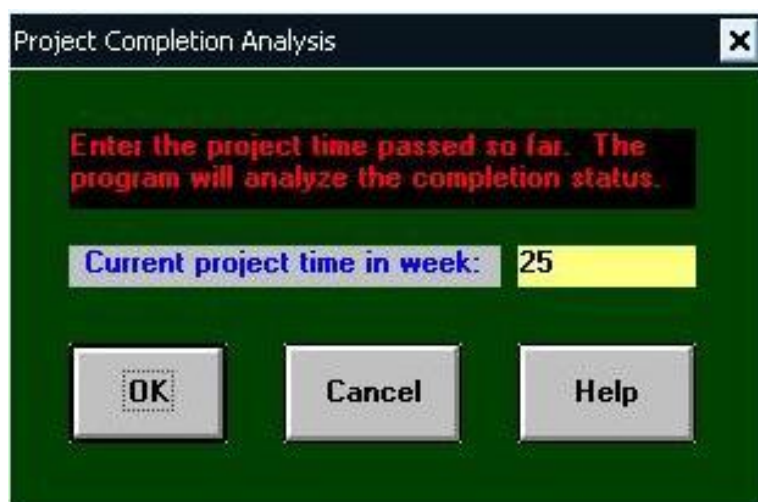 Project Completion Analysis
Enter the project time passed so far. The
program will analyze the completion status.
Current project time in week: 25
OK Cancel Help